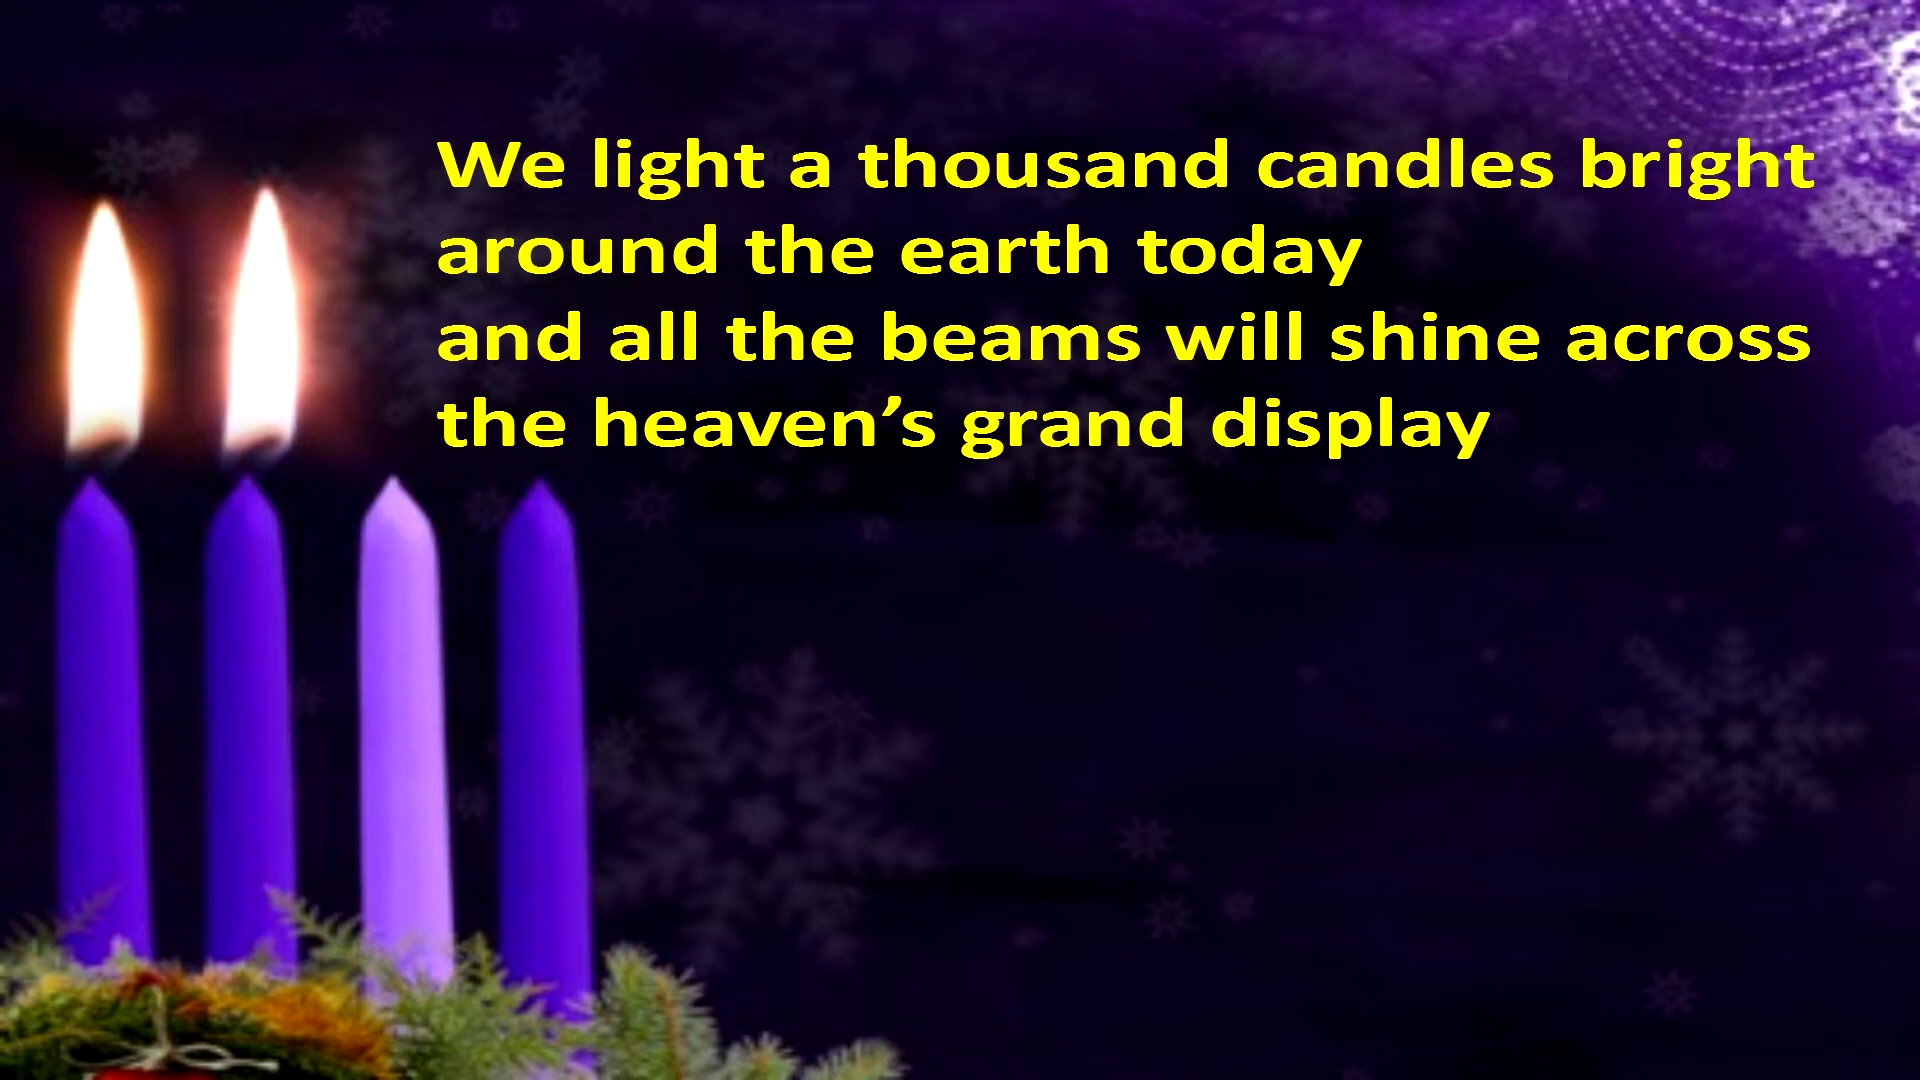 We light a thousand candles bright
around the earth today
and all the beams will shine across
the heaven’s grand display